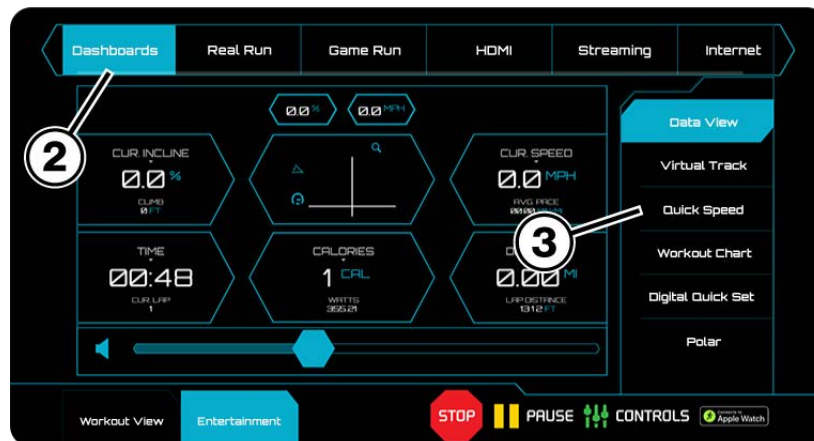 Dashboards
Real Run
Game Run
HDMI
Streaming
Internet
2
0.0 %
0.0 MPH
Data View
CUR. INCLINE
0.0 %
CLIMB
0 FT
CUR. SPEED
0.0 MPH
AVG. PACE
Virtual Track
Quick Speed
3
Workout Chart
TIME
00:48
CUR. LAP
1
CALORIES
1 CAL
WATTS
355.21
0.00 MI
LAP DISTANCE
1312 FT
Digital Quick Set
Polar
Workout View
Entertainment
STOP
PAUSE
CONTROLS
Connects to
Apple Watch